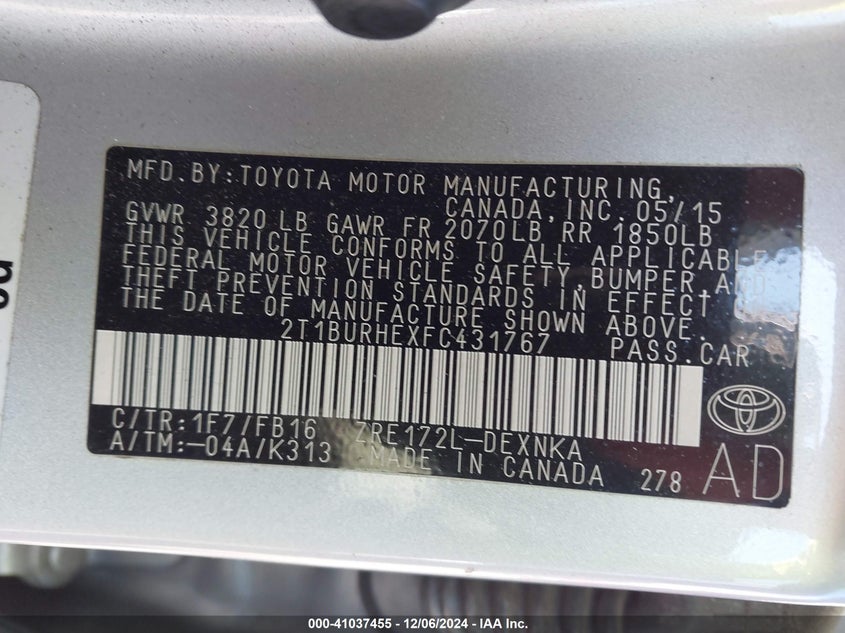 MFD.BY:TOYOTA MOTOR MANUFACTURING,
CANADA,INC. 05/15
GVWR 3820 LB GAWR FR 2070LB RR 1850LB
THIS VEHICLE CONFORMS TO ALL APPLICABLE
FEDERAL MOTOR VEHICLE SAFETY,BUMPER,AND
THEFT PREVENTION STANDARDS IN EFFECT
THE DATE OF MANUFACTURE SHOWN ABOVE.
2T1BURHEXFC431767 PASS.CAR
C/TR:1F7/FB16 ZRE172L-DEXNKA
A/TM:-04A/K313 MADE IN CANADA 278 AD
000-41037455 - 12/06/2024 - IAA Inc.